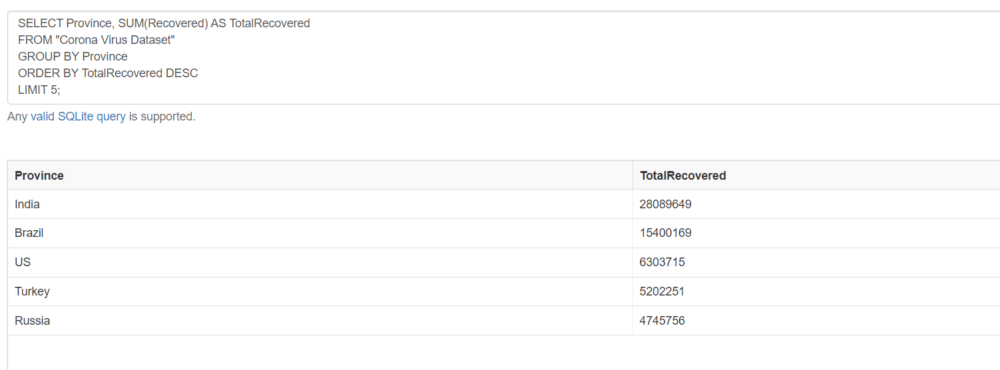 SELECT Province, SUM(Recovered) AS TotalRecovered
FROM "Corona Virus Dataset"
GROUP BY Province
ORDER BY TotalRecovered DESC
LIMIT 5;
Any valid SQLite query is supported.
Province TotalRecovered
India 28089649
Brazil 15400169
US 6303715
Turkey 5202251
Russia 4745756